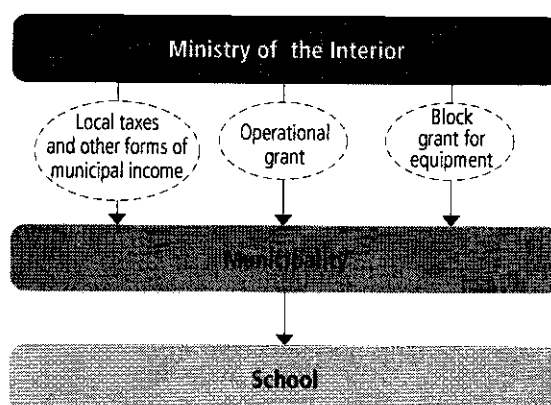 Ministry of the Interior
Local taxes
and other forms of
municipal income
Operational
grant
Block
grant for
equipment
Municipality
School